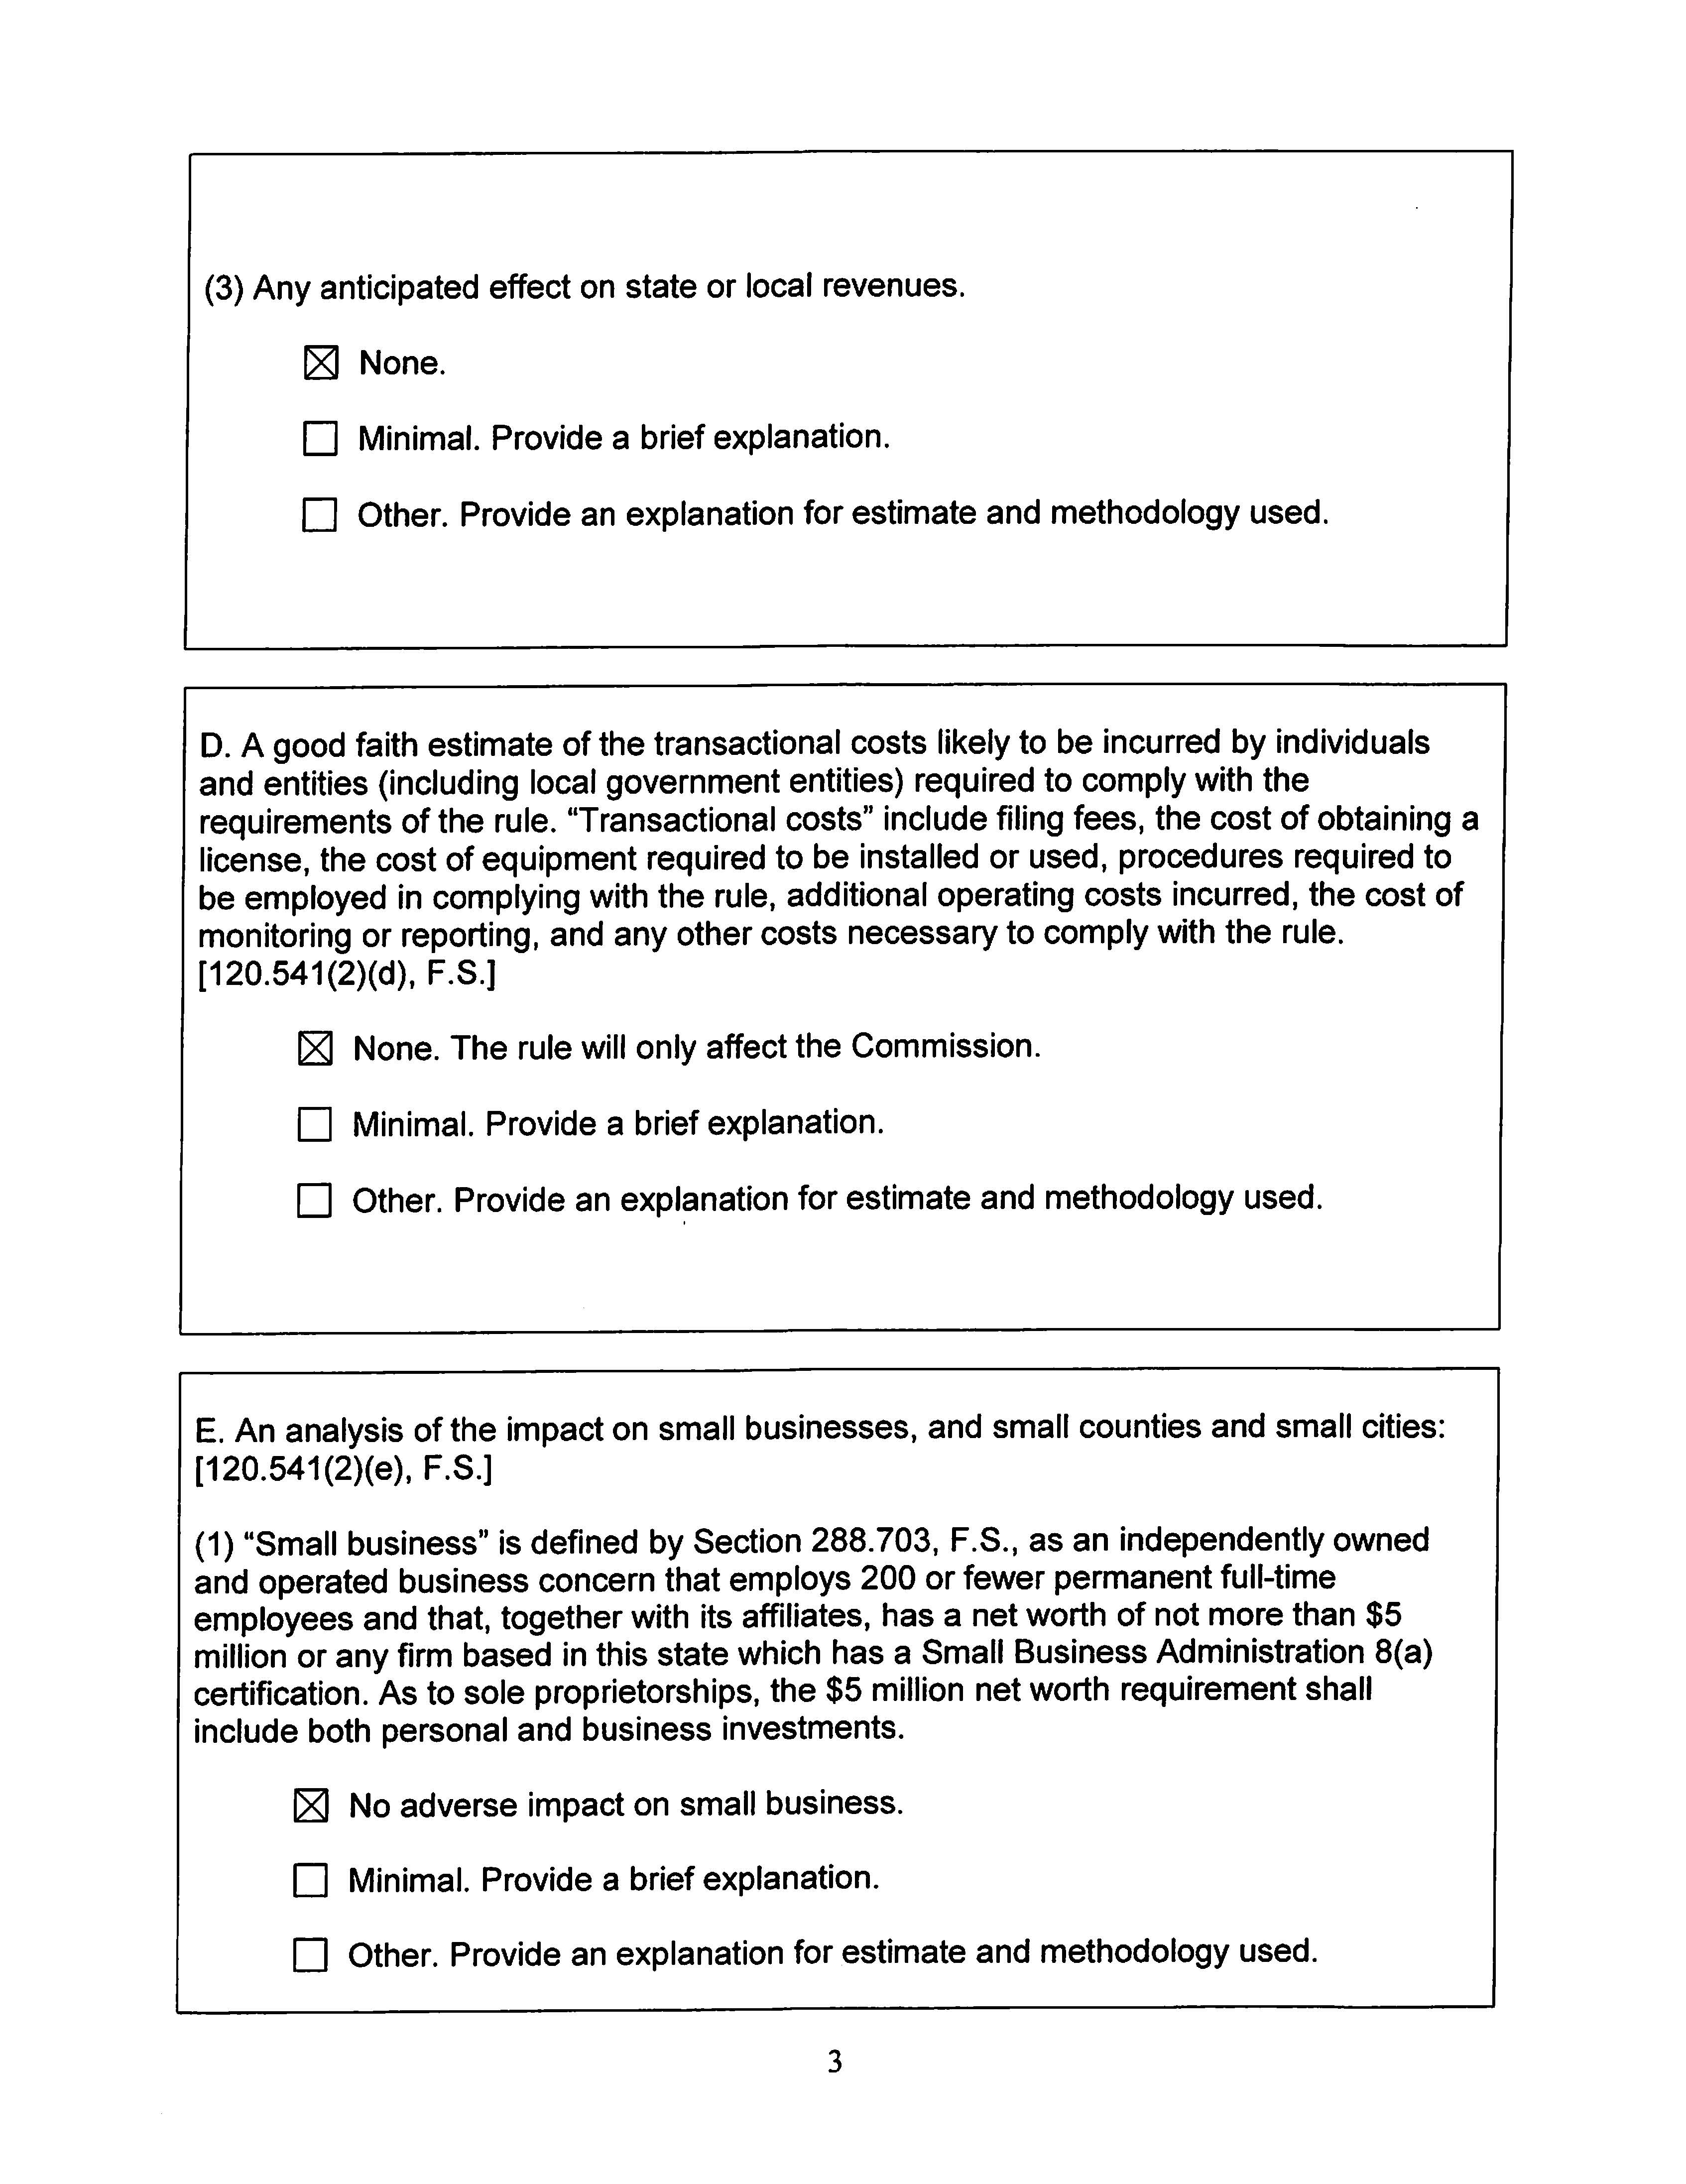 (3) Any anticipated effect on state or local revenues.
☒ None.
☐ Minimal. Provide a brief explanation.
☐ Other. Provide an explanation for estimate and methodology used.
D. A good faith estimate of the transactional costs likely to be incurred by individuals
and entities (including local government entities) required to comply with the
requirements of the rule. “Transactional costs” include filing fees, the cost of obtaining a
license, the cost of equipment required to be installed or used, procedures required to
be employed in complying with the rule, additional operating costs incurred, the cost of
monitoring or reporting, and any other costs necessary to comply with the rule.
[120.541(2)(d), F.S.]
☒ None. The rule will only affect the Commission.
☐ Minimal. Provide a brief explanation.
☐ Other. Provide an explanation for estimate and methodology used.
E. An analysis of the impact on small businesses, and small counties and small cities:
[120.541(2)(e), F.S.]
(1) “Small business” is defined by Section 288.703, F.S., as an independently owned
and operated business concern that employs 200 or fewer permanent full-time
employees and that, together with its affiliates, has a net worth of not more than $5
million or any firm based in this state which has a Small Business Administration 8(a)
certification. As to sole proprietorships, the $5 million net worth requirement shall
include both personal and business investments.
☒ No adverse impact on small business.
☐ Minimal. Provide a brief explanation.
☐ Other. Provide an explanation for estimate and methodology used.
3